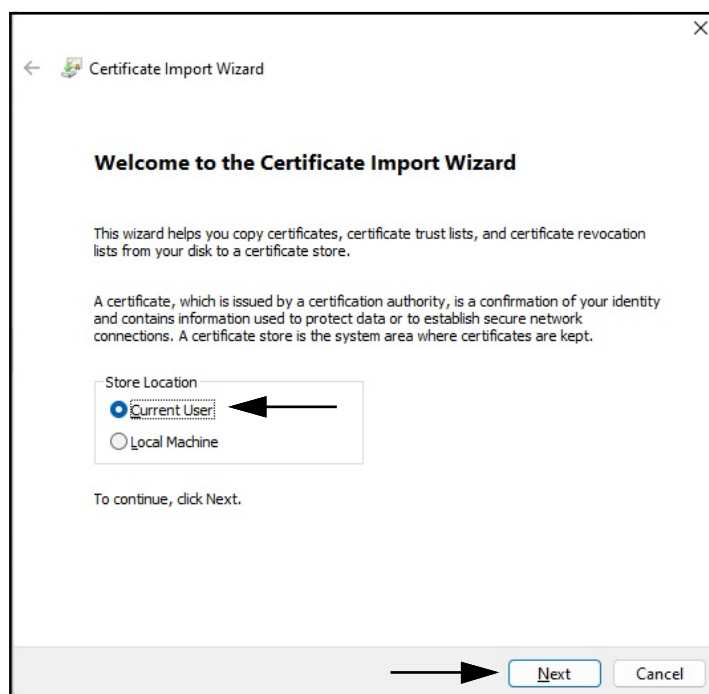 Certificate Import Wizard
Welcome to the Certificate Import Wizard
This wizard helps you copy certificates, certificate trust lists, and certificate revocation
lists from your disk to a certificate store.
A certificate, which is issued by a certification authority, is a confirmation of your identity
and contains information used to protect data or to establish secure network
connections. A certificate store is the system area where certificates are kept.
Store Location
Current User
Local Machine
To continue, click Next.
Next Cancel